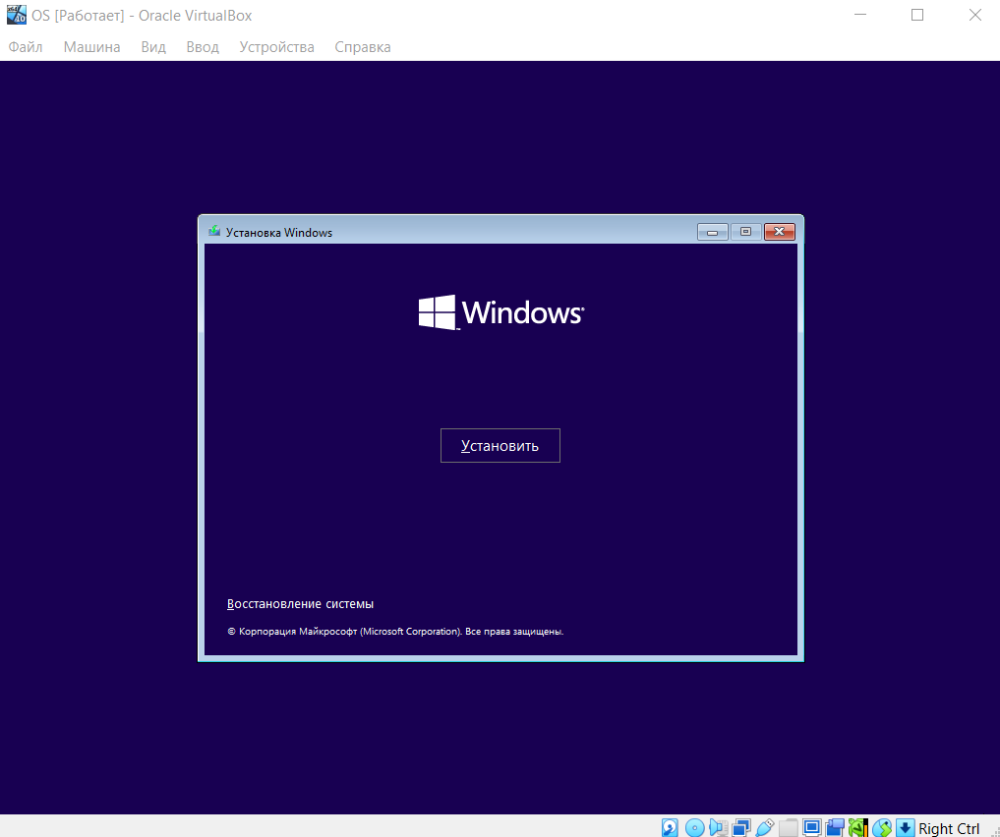 OS [Работает] - Oracle VirtualBox
Файл Машина Вид Ввод Устройства Справка
Установка Windows
Windows
Установить
Восстановление системы
© Корпорация Майкрософт (Microsoft Corporation). Все права защищены.
Right Ctrl